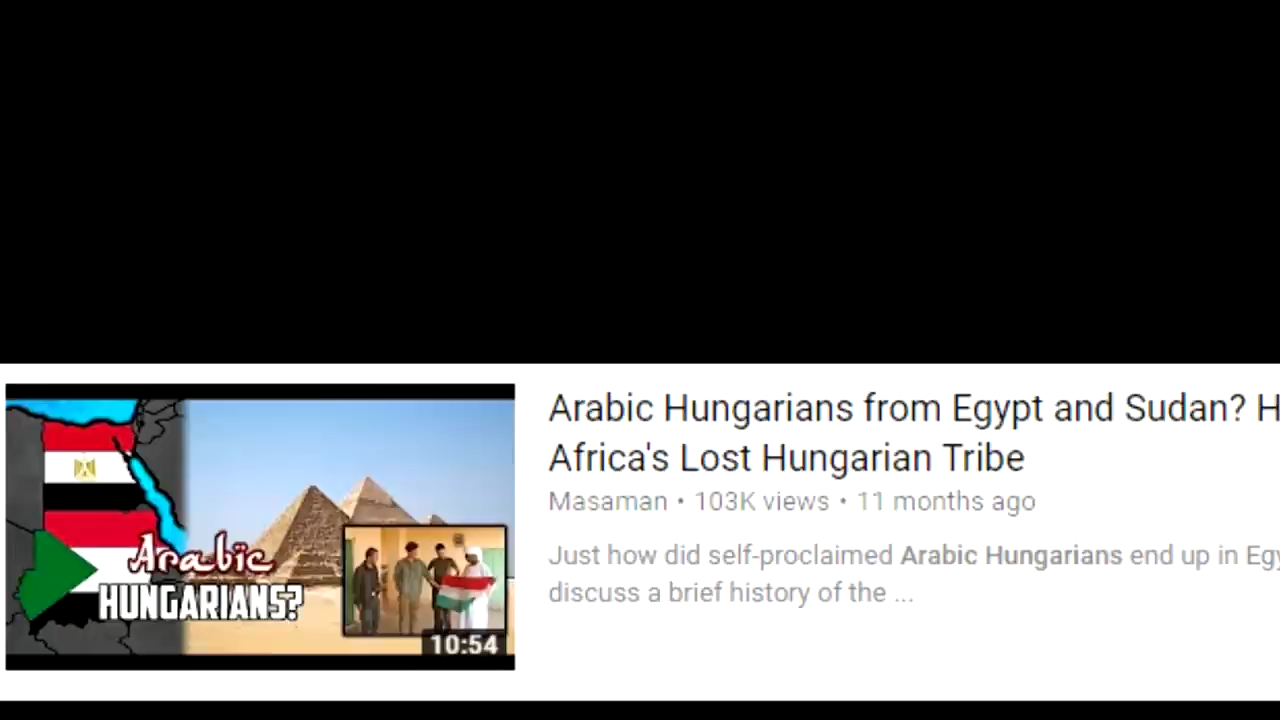 Arabic Hungarians from Egypt and Sudan? H
Africa's Lost Hungarian Tribe
Masaman • 103K views • 11 months ago
Just how did self-proclaimed Arabic Hungarians end up in Egy
discuss a brief history of the ...
Arabïc
HUNGARIANS?
10:54